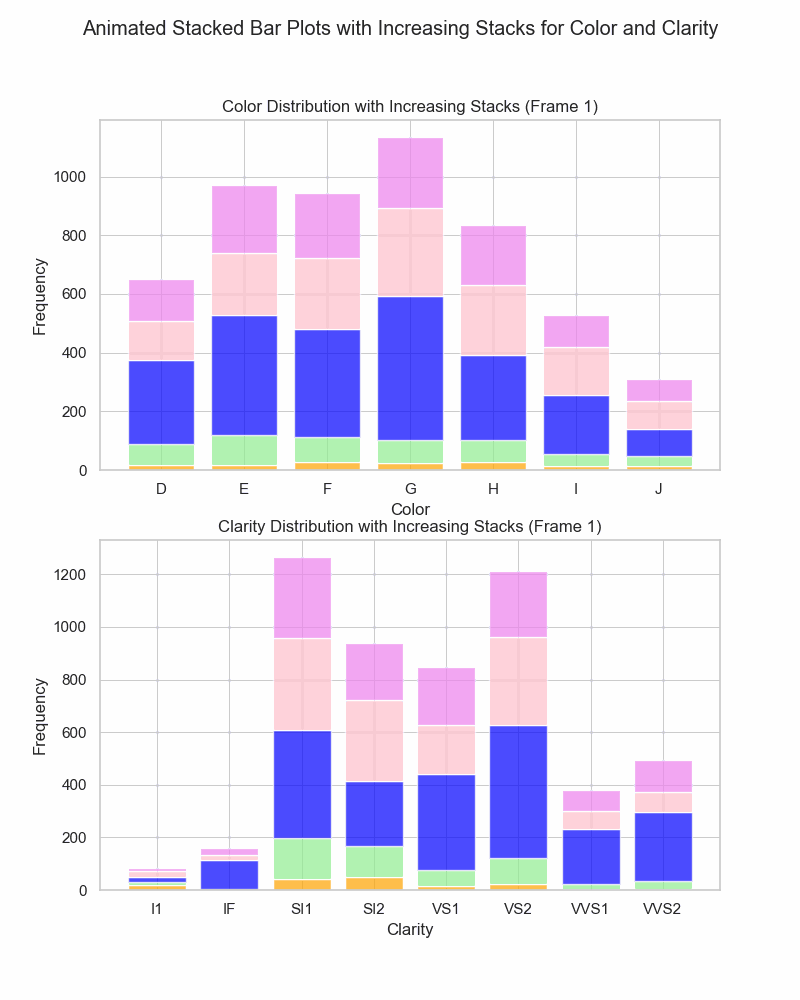 Animated Stacked Bar Plots with Increasing Stacks for Color and Clarity
Color Distribution with Increasing Stacks (Frame 1)
1000
800
600
400
200
0
Frequency
D E F G H I J
Color
Clarity Distribution with Increasing Stacks (Frame 1)
1200
1000
800
600
400
200
0
Frequency
I1 IF SI1 SI2 VS1 VS2 VVS1 VVS2
Clarity